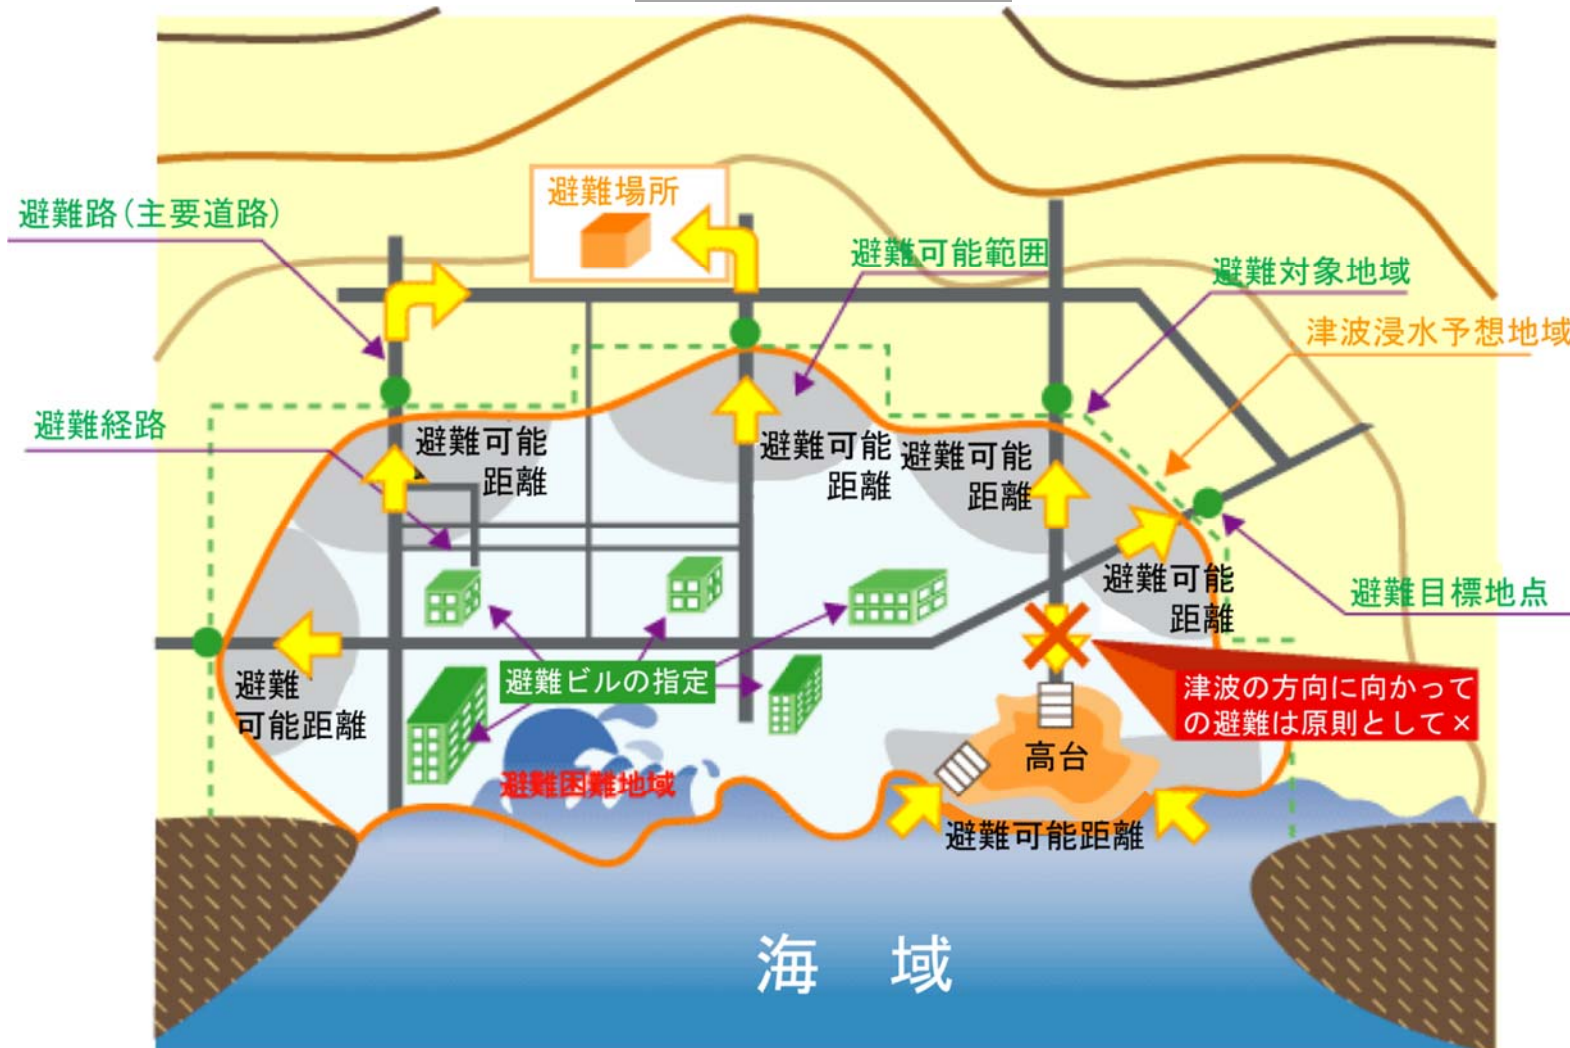 避難場所
避難路(主要道路)
避難可能範囲
避難対象地域
津波浸水予想地域
避難経路
避難可能
距離
避難可能
距離
避難可能
距離
避難可能
距離
避難目標地点
避難ビルの指定
避難
可能距離
津波の方向に向かって
の避難は原則として×
高台
避難困難地域
避難可能距離
海 域